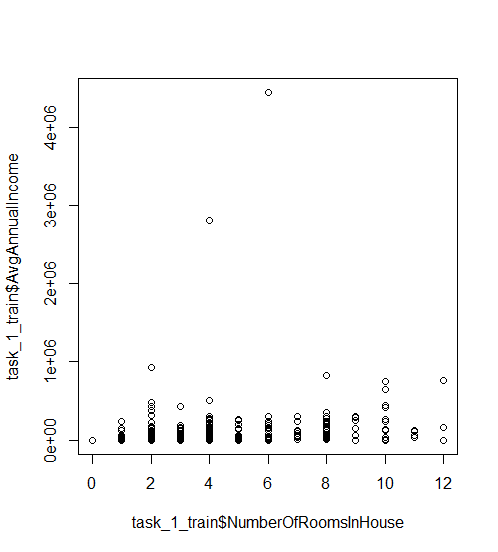 task_1_train$AvgAnnualIncome
4e+06
3e+06
2e+06
1e+06
0e+00
0 2 4 6 8 10 12
task_1_train$NumberOfRoomsInHouse